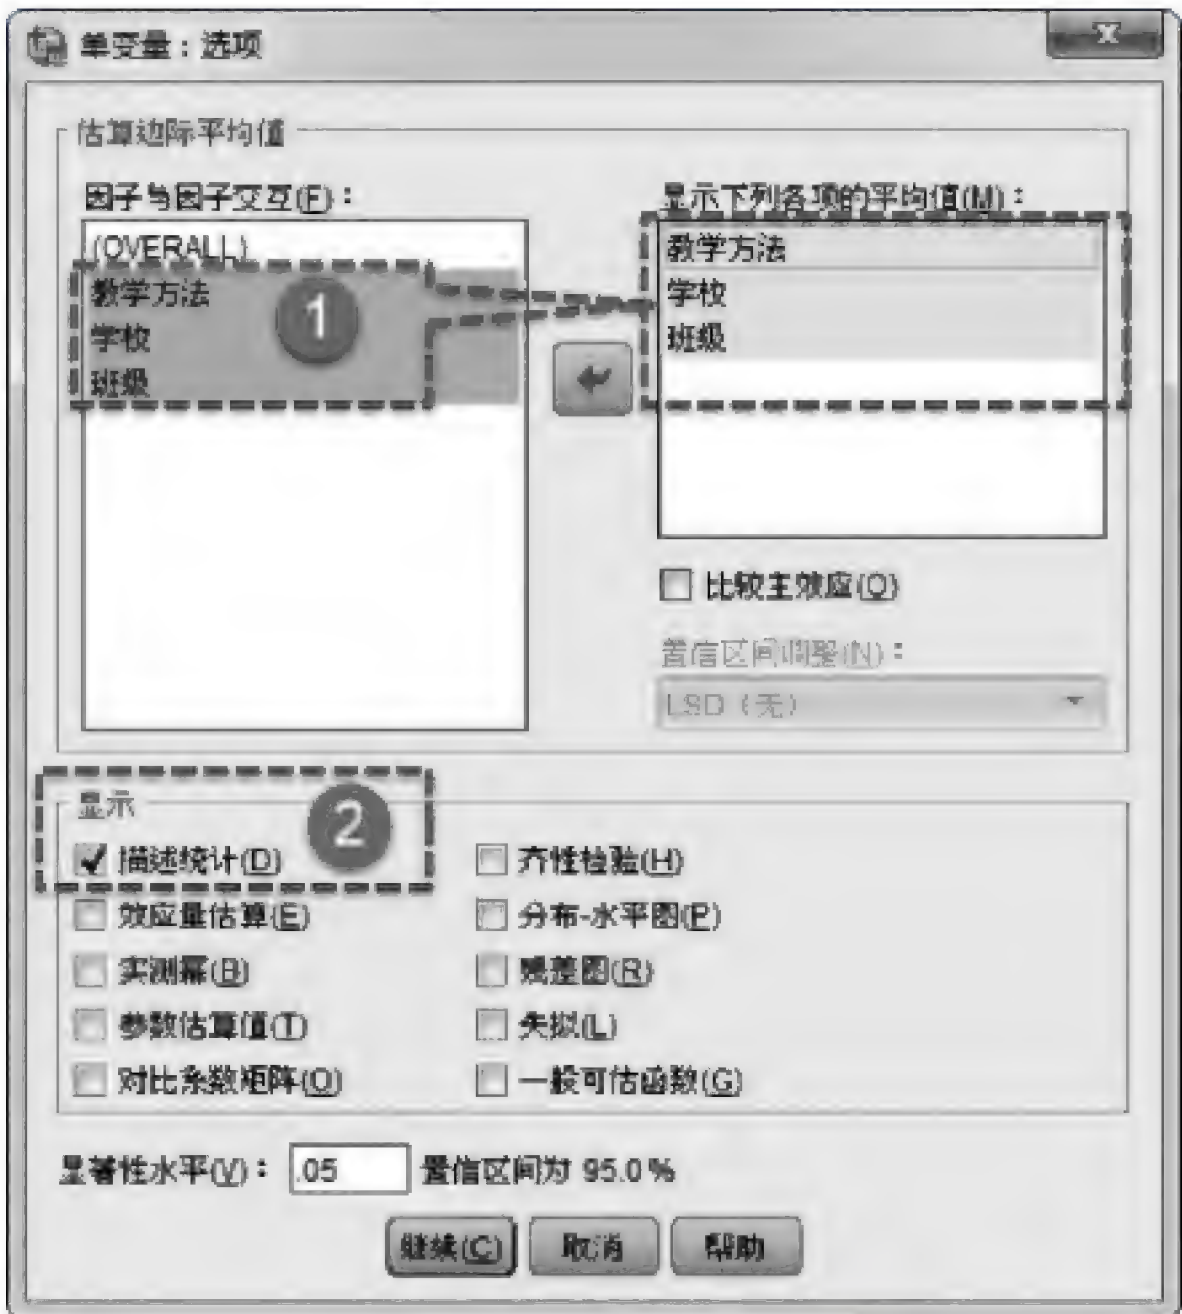 单变量：选项
估算边际平均值
因子与因子交互(F)：
(OVERALL)
教学方法
学校
班级
1
显示下列各项的平均值(M)：
教学方法
学校
班级
比较主效应(O)
置信区间调整(N)：
LSD（无）
显示
2
描述统计(D)
齐性检验(H)
效应量估算(E)
分布-水平图(P)
实测幂(B)
残差图(R)
参数估算值(T)
失拟(L)
对比系数矩阵(O)
一般可估函数(G)
显著性水平(V)： .05 置信区间为 95.0 %
继续(C) 取消 帮助